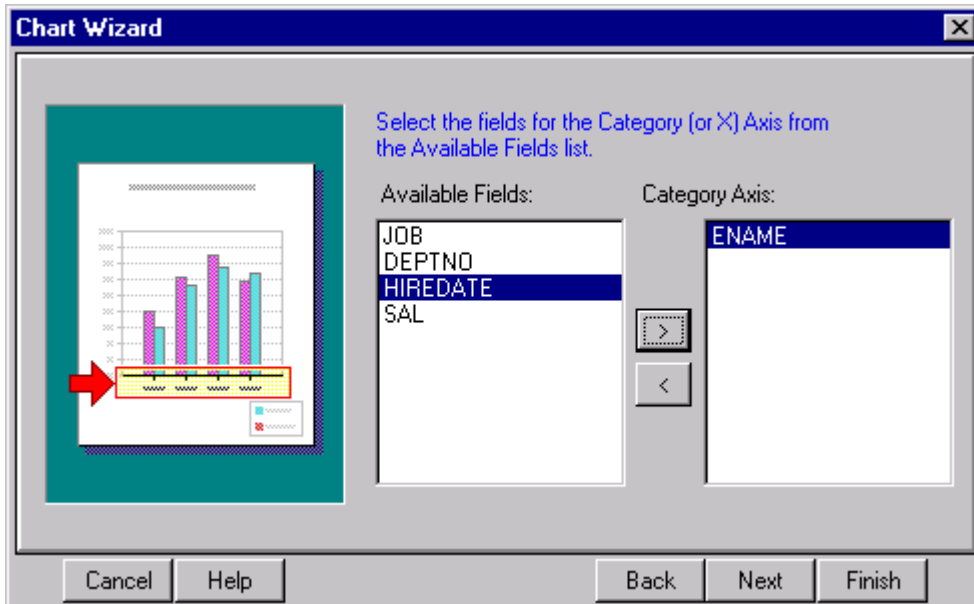 Chart Wizard
Select the fields for the Category (or X) Axis from
the Available Fields list.
Available Fields:
Category Axis:
JOB
DEPTNO
HIREDATE
SAL
ENAME
>
<
Cancel
Help
Back
Next
Finish